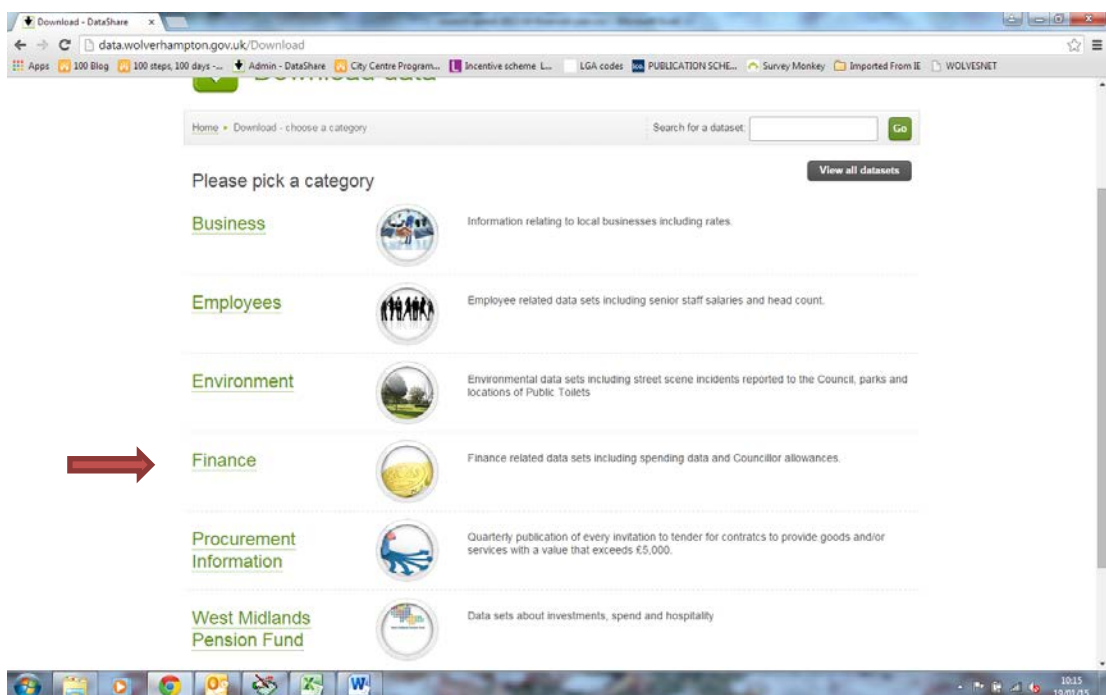 Download - DataShare
data.wolverhampton.gov.uk/Download
Apps 100 Blog 100 steps, 100 days -... Admin - DataShare City Centre Program... Incentive scheme L... LGA codes PUBLICATION SCHE... Survey Monkey Imported From IE WOLVESNET
Download data
Home Download - choose a category Search for a dataset: Go
Please pick a category View all datasets
Business Information relating to local businesses including rates.
Employees Employee related data sets including senior staff salaries and head count.
Environment Environmental data sets including street scene incidents reported to the Council, parks and
locations of Public Toilets
Finance Finance related data sets including spending data and Councillor allowances.
Procurement Quarterly publication of every invitation to tender for contratcs to provide goods and/or
Information services with a value that exceeds £5,000.
West Midlands Data sets about investments, spend and hospitality
Pension Fund
10:15
19/01/15